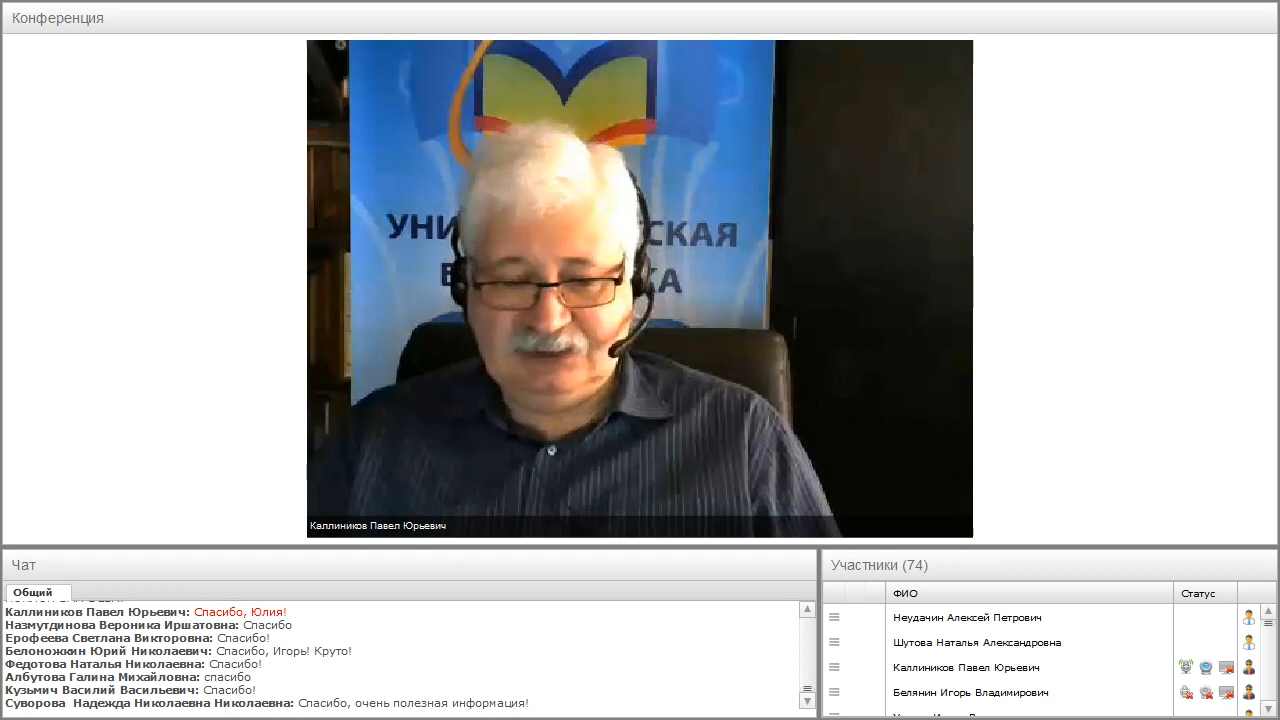 Конференция
УНИ СКАЯ
КА
Каллиников Павел Юрьевич
Чат
Общий
Каллиников Павел Юрьевич: Спасибо, Юлия!
Назмутдинова Вероника Иршатовна: Спасибо
Ерофеева Светлана Викторовна: Спасибо!
Белоножкин Юрий Николаевич: Спасибо, Игорь! Круто!
Федотова Наталья Николаевна: Спасибо!
Албутова Галина Михайловна: спасибо
Кузьмич Василий Васильевич: Спасибо!
Суворова Надежда Николаевна Николаевна: Спасибо, очень полезная информация!
Участники (74)
ФИО Статус
Неудачин Алексей Петрович
Шутова Наталья Александровна
Каллиников Павел Юрьевич
Белянин Игорь Владимирович